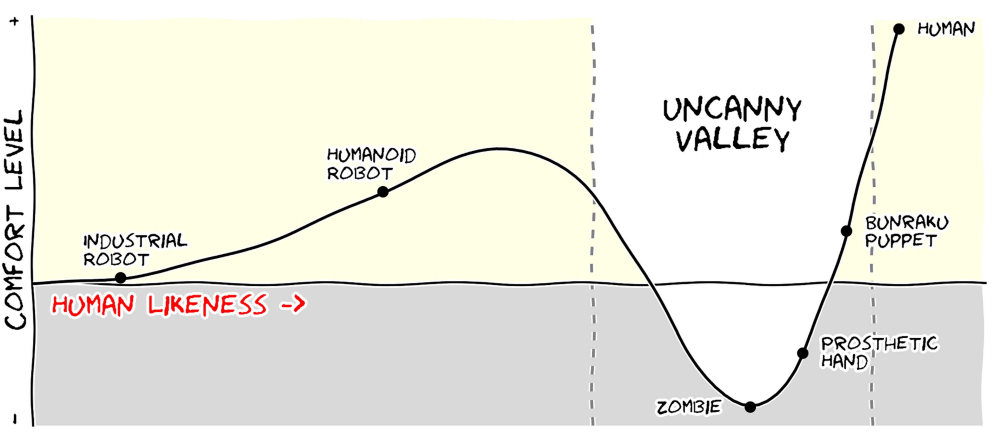 +
COMFORT LEVEL
-
HUMAN LIKENESS ->
INDUSTRIAL
ROBOT
HUMANOID
ROBOT
UNCANNY
VALLEY
HUMAN
BUNRAKU
PUPPET
PROSTHETIC
HAND
ZOMBIE